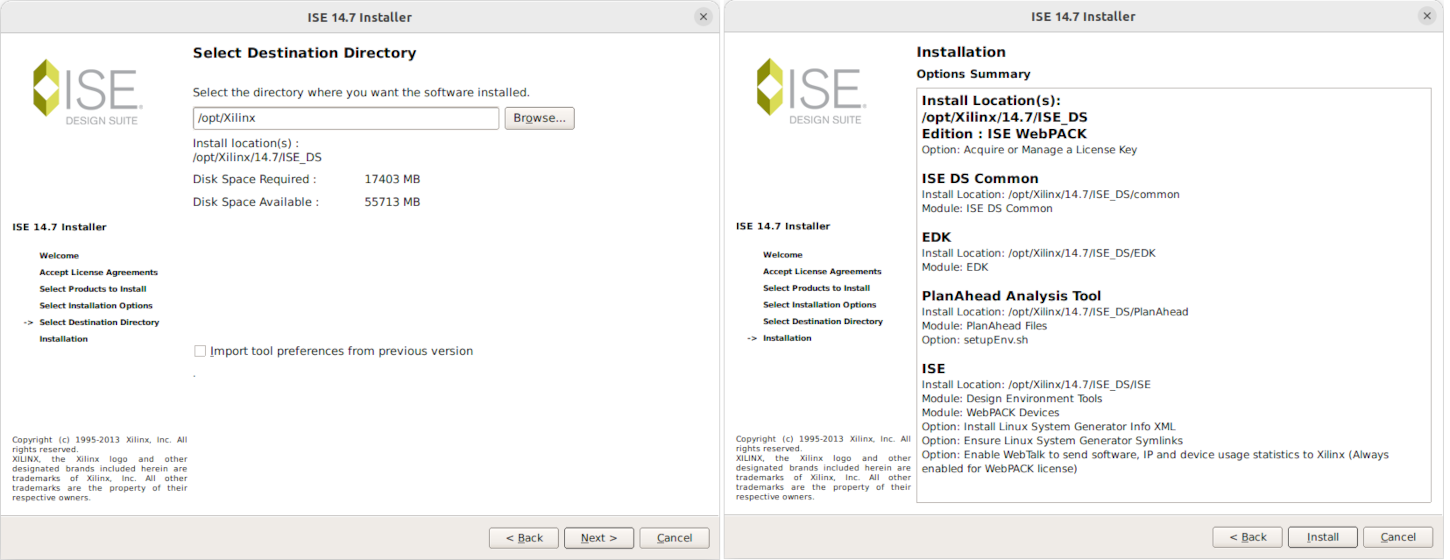 ISE 14.7 Installer
ISE®
DESIGN SUITE
ISE 14.7 Installer
Welcome
Accept License Agreements
Select Products to Install
Select Installation Options
-> Select Destination Directory
Installation
Copyright (c) 1995-2013 Xilinx, Inc. All
rights reserved.
XILINX, the Xilinx logo and other
designated brands included herein are
trademarks of Xilinx, Inc. All other
trademarks are the property of their
respective owners.
Select Destination Directory
Select the directory where you want the software installed.
/opt/Xilinx Browse...
Install location(s) :
/opt/Xilinx/14.7/ISE_DS
Disk Space Required : 17403 MB
Disk Space Available : 55713 MB
Import tool preferences from previous version
.
< Back Next > Cancel
ISE 14.7 Installer
ISE®
DESIGN SUITE
ISE 14.7 Installer
Welcome
Accept License Agreements
Select Products to Install
Select Installation Options
Select Destination Directory
-> Installation
Copyright (c) 1995-2013 Xilinx, Inc. All
rights reserved.
XILINX, the Xilinx logo and other
designated brands included herein are
trademarks of Xilinx, Inc. All other
trademarks are the property of their
respective owners.
Installation
Options Summary
Install Location(s):
/opt/Xilinx/14.7/ISE_DS
Edition : ISE WebPACK
Option: Acquire or Manage a License Key
ISE DS Common
Install Location: /opt/Xilinx/14.7/ISE_DS/common
Module: ISE DS Common
EDK
Install Location: /opt/Xilinx/14.7/ISE_DS/EDK
Module: EDK
PlanAhead Analysis Tool
Install Location: /opt/Xilinx/14.7/ISE_DS/PlanAhead
Module: PlanAhead Files
Option: setupEnv.sh
ISE
Install Location: /opt/Xilinx/14.7/ISE_DS/ISE
Module: Design Environment Tools
Module: WebPACK Devices
Option: Install Linux System Generator Info XML
Option: Ensure Linux System Generator Symlinks
Option: Enable WebTalk to send software, IP and device usage statistics to Xilinx (Always
enabled for WebPACK license)
< Back Install Cancel